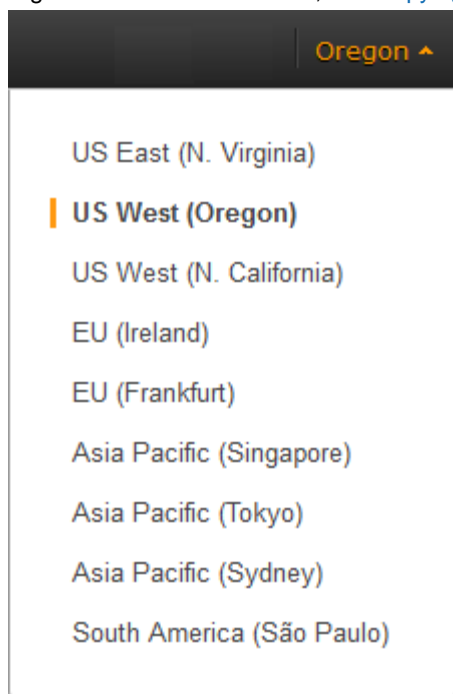 Oregon
US East (N. Virginia)
US West (Oregon)
US West (N. California)
EU (Ireland)
EU (Frankfurt)
Asia Pacific (Singapore)
Asia Pacific (Tokyo)
Asia Pacific (Sydney)
South America (São Paulo)